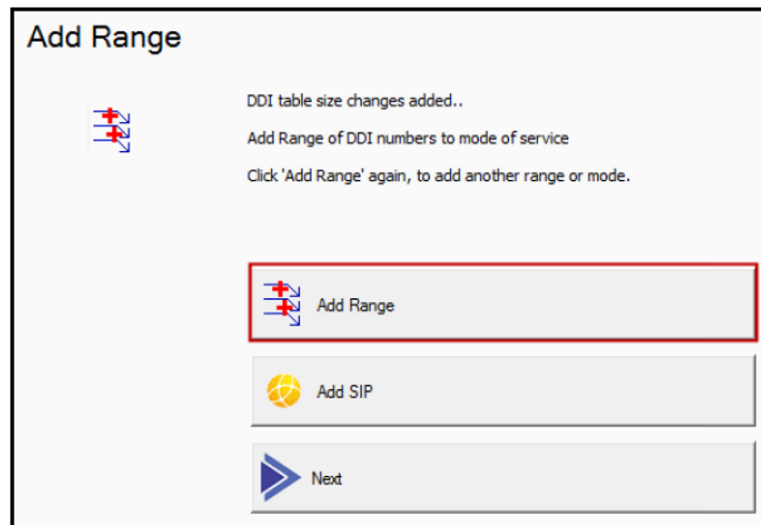 Add Range
DDI table size changes added..
Add Range of DDI numbers to mode of service
Click 'Add Range' again, to add another range or mode.
Add Range
Add SIP
Next